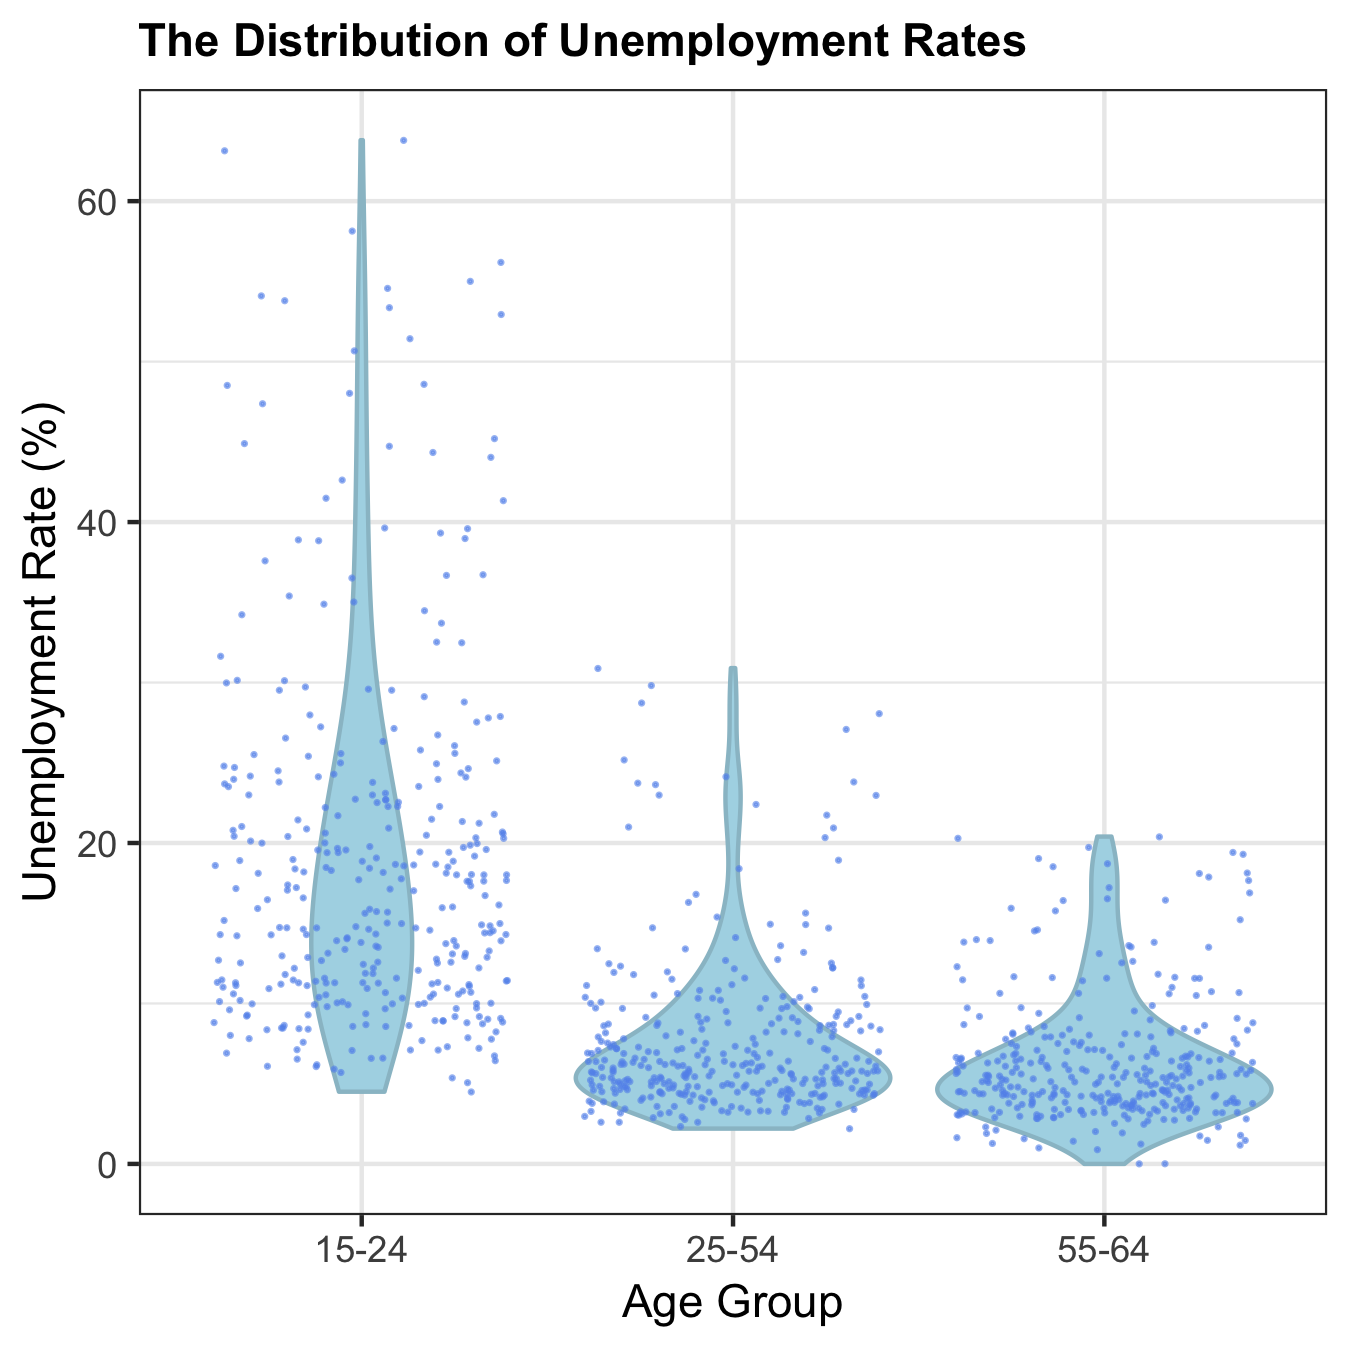 The Distribution of Unemployment Rates
Unemployment Rate (%)
60
40
20
0
15-24
25-54
55-64
Age Group